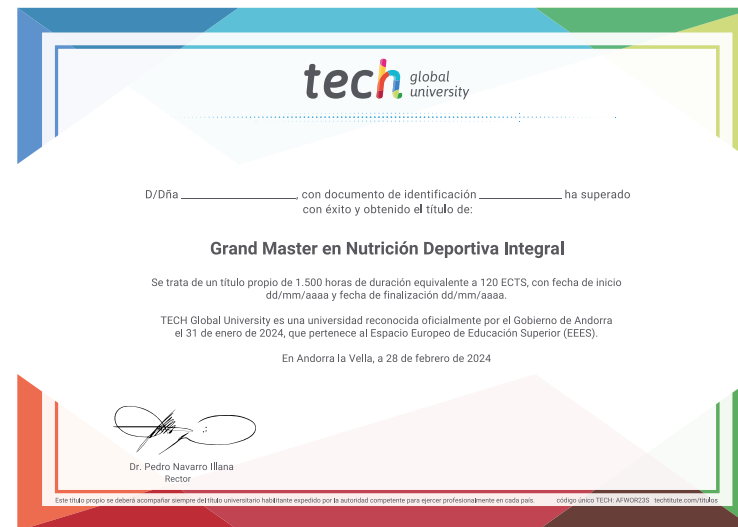 tech global
university
D/Dña ____________________, con documento de identificación ______________ ha superado
con éxito y obtenido el título de:
Grand Master en Nutrición Deportiva Integral
Se trata de un título propio de 1.500 horas de duración equivalente a 120 ECTS, con fecha de inicio
dd/mm/aaaa y fecha de finalización dd/mm/aaaa.
TECH Global University es una universidad reconocida oficialmente por el Gobierno de Andorra
el 31 de enero de 2024, que pertenece al Espacio Europeo de Educación Superior (EEES).
En Andorra la Vella, a 28 de febrero de 2024
Dr. Pedro Navarro Illana
Rector
Este título propio se deberá acompañar siempre del título universitario habilitante expedido por la autoridad competente para ejercer profesionalmente en cada país. código único TECH: AFWOR23S techtitute.com/titulos